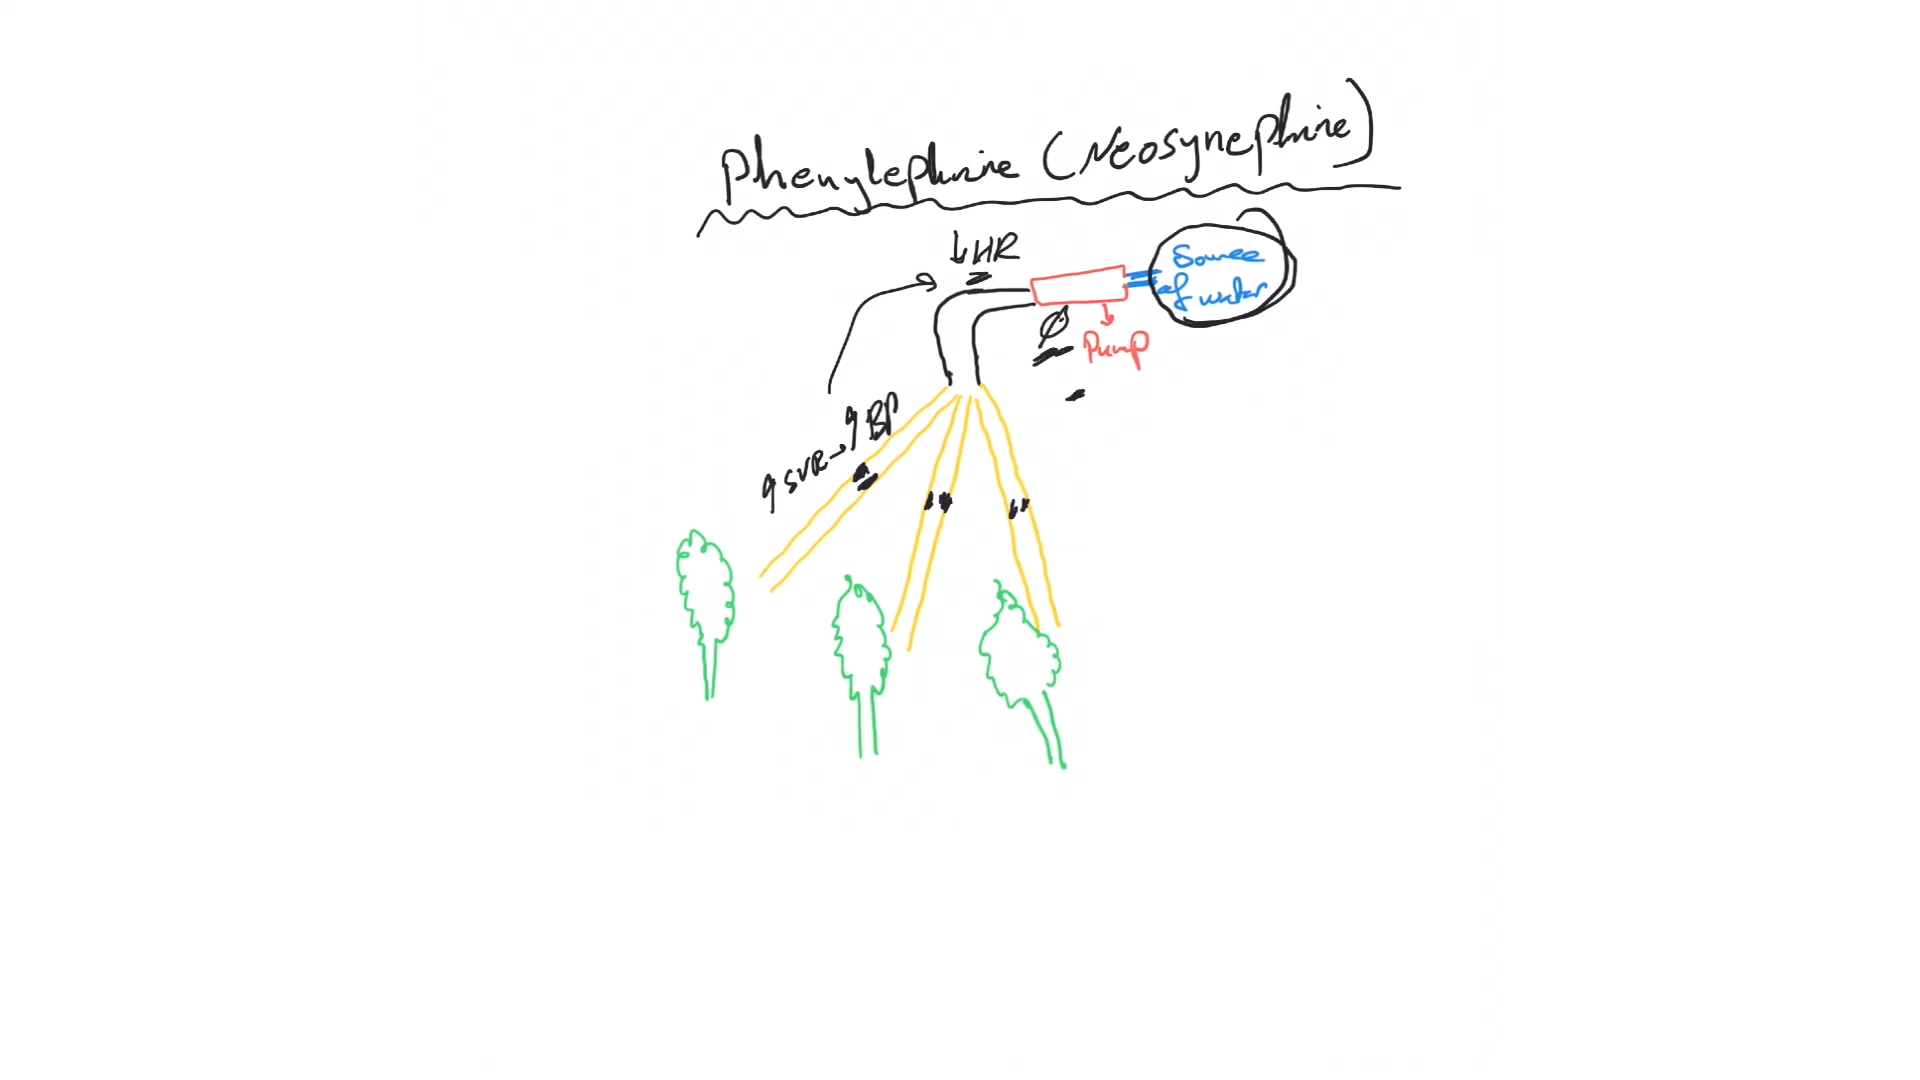 Phenylephrine (Neosynephrine)
↓HR
Source
of water
Ø
Pump
↑SVR→↑BP